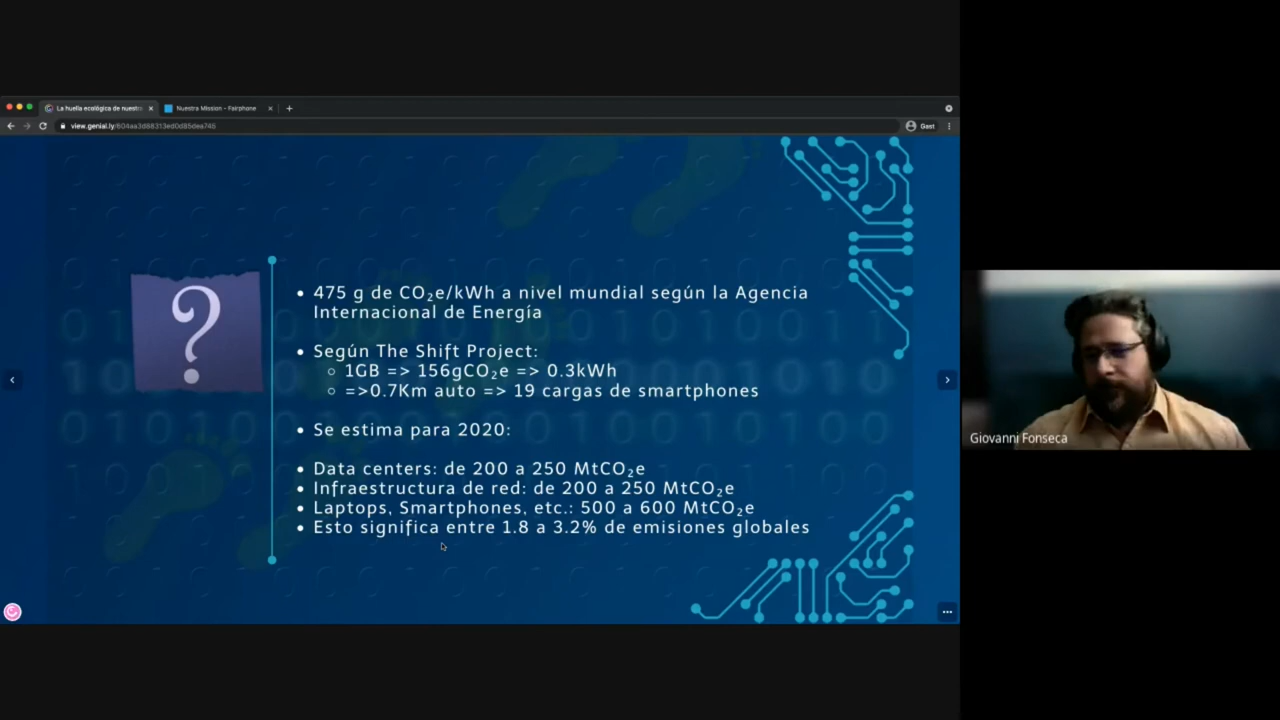 La huella ecológica de nuestro
Nuestra Mission - Fairphone
view.genial.ly/604aa3d88313ed0d85dea745
Gast
?
• 475 g de CO₂e/kWh a nivel mundial según la Agencia
Internacional de Energía
• Según The Shift Project:
◦ 1GB => 156gCO₂e => 0.3kWh
◦ =>0.7Km auto => 19 cargas de smartphones
• Se estima para 2020:
• Data centers: de 200 a 250 MtCO₂e
• Infraestructura de red: de 200 a 250 MtCO₂e
• Laptops, Smartphones, etc.: 500 a 600 MtCO₂e
• Esto significa entre 1.8 a 3.2% de emisiones globales
Giovanni Fonseca